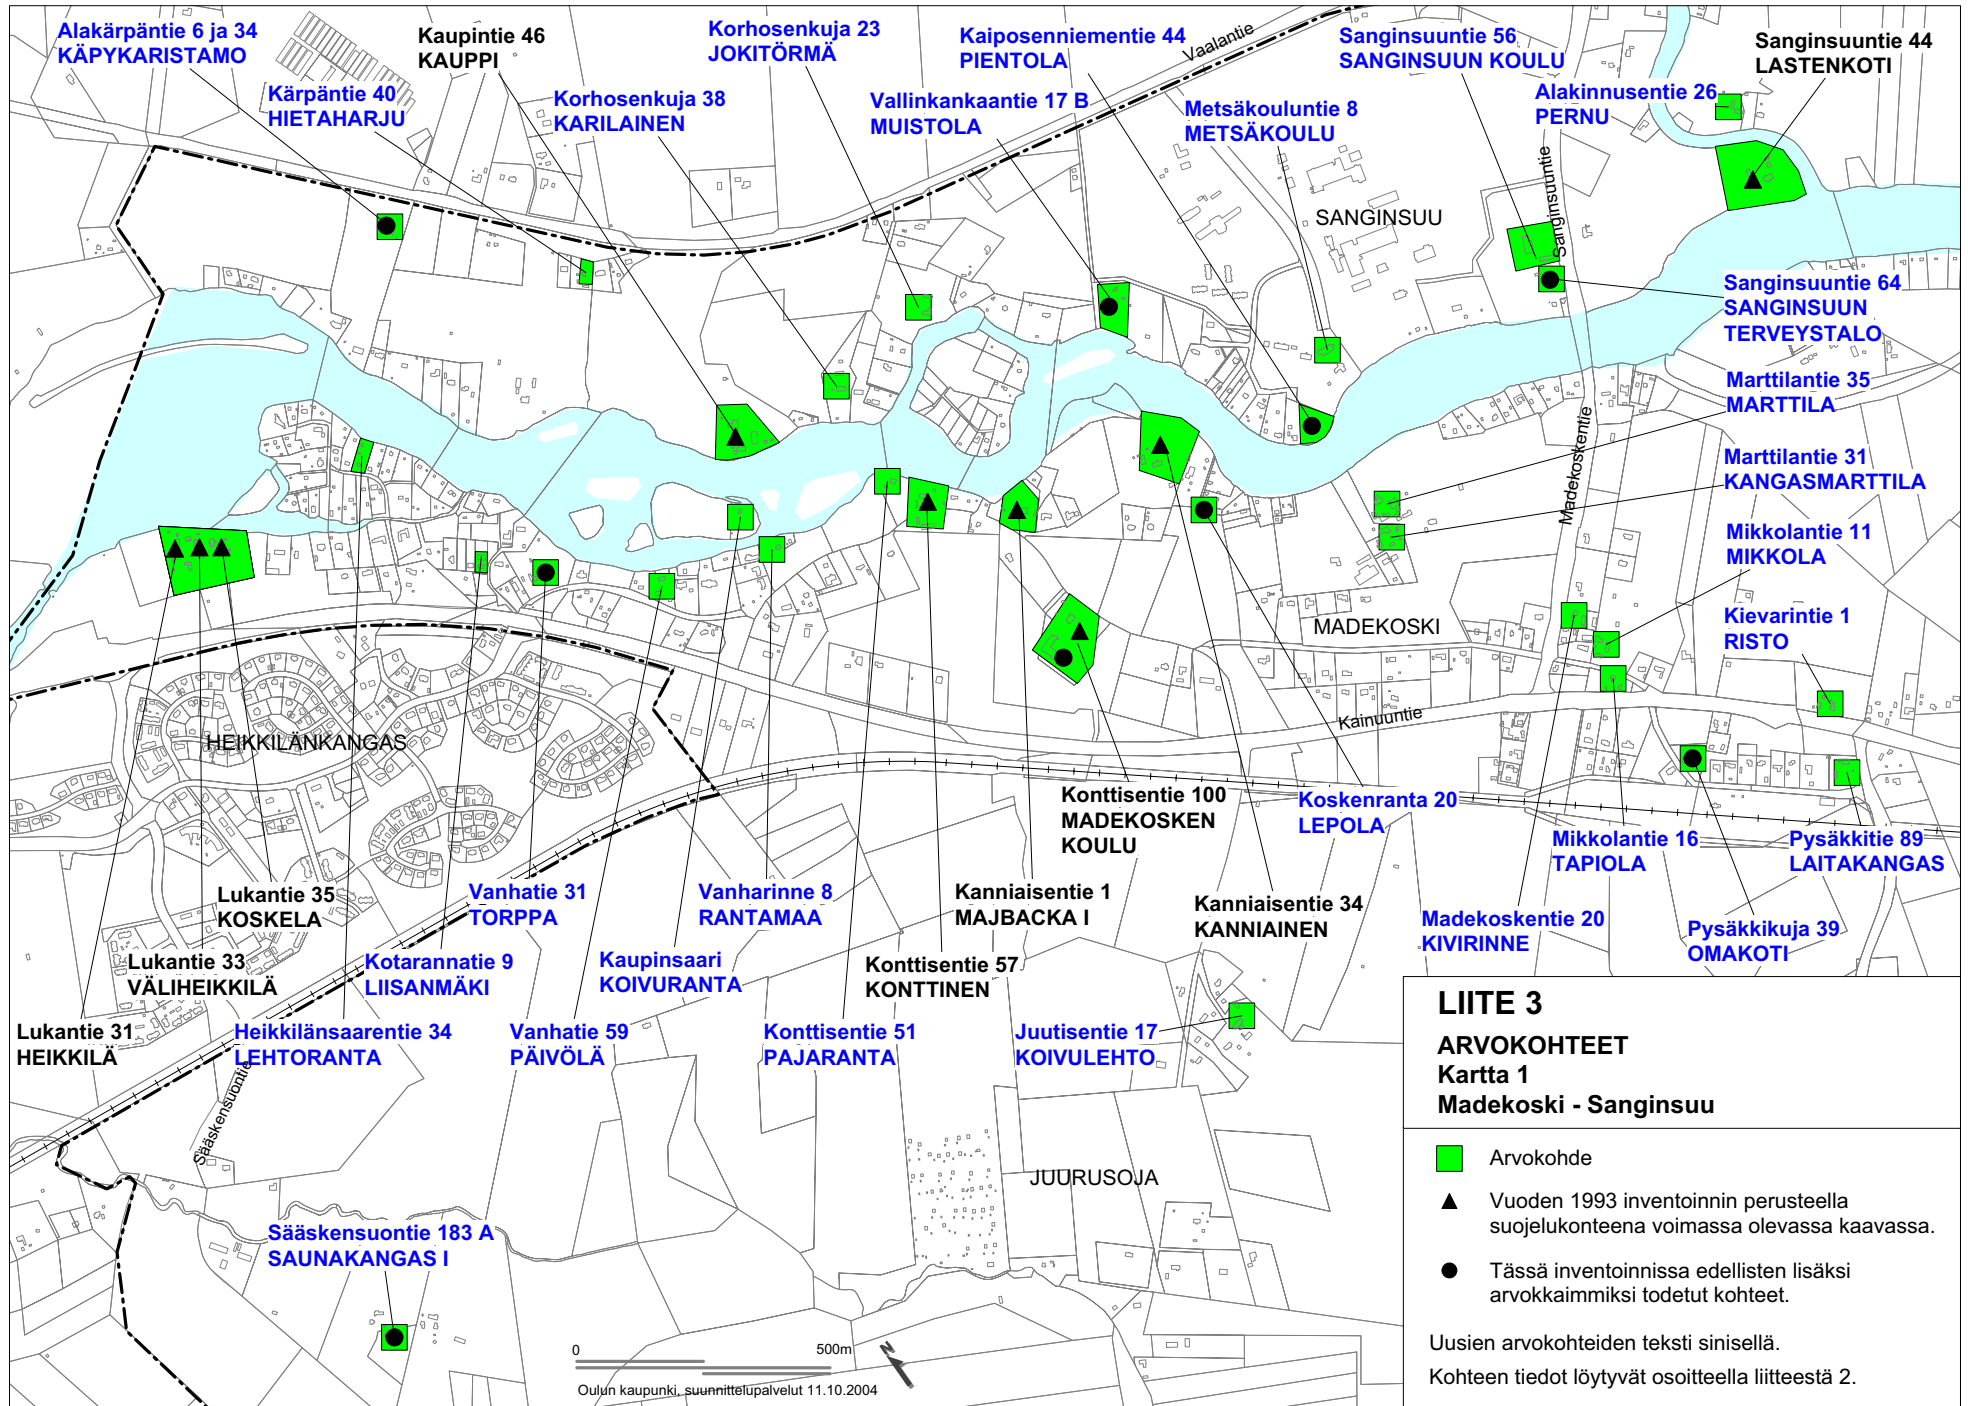 Alakärpäntie 6 ja 34
KÄPYKARISTAMO
Kaupintie 46
KAUPPI
Korhosenkuja 23
JOKITÖRMÄ
Kaiposenniementie 44
PIENTOLA
Vaalantie
Sanginsuuntie 56
SANGINSUUN KOULU
Sanginsuuntie 44
LASTENKOTI
Kärpäntie 40
HIETAHARJU
Korhosenkuja 38
KARILAINEN
Vallinkankaantie 17 B
MUISTOLA
Metsäkouluntie 8
METSÄKOULU
Alakinnusentie 26
PERNU
Sanginsuuntie
SANGINSUU
Sanginsuuntie 64
SANGINSUUN
TERVEYSTALO
Marttilantie 35
MARTTILA
Marttilantie 31
KANGASMARTTILA
Madekoskentie
Mikkolantie 11
MIKKOLA
Kievarintie 1
RISTO
MADEKOSKI
Kainuuntie
HEIKKILÄNKANGAS
Konttisentie 100
MADEKOSKEN
KOULU
Koskenranta 20
LEPOLA
Mikkolantie 16
TAPIOLA
Pysäkkitie 89
LAITAKANGAS
Lukantie 35
KOSKELA
Vanhatie 31
TORPPA
Vanharinne 8
RANTAMAA
Kanniaisentie 1
MAJBACKA I
Kanniaisentie 34
KANNIAINEN
Madekoskentie 20
KIVIRINNE
Pysäkkikuja 39
OMAKOTI
Lukantie 33
VÄLIHEIKKILÄ
Kotarannatie 9
LIISANMÄKI
Kaupinsaari
KOIVURANTA
Konttisentie 57
KONTTINEN
Lukantie 31
HEIKKILÄ
Heikkilänsaarentie 34
LEHTORANTA
Vanhatie 59
PÄIVÖLÄ
Konttisentie 51
PAJARANTA
Juutisentie 17
KOIVULEHTO
Sääskensuontie
JUURUSOJA
Sääskensuontie 183 A
SAUNAKANGAS I
LIITE 3
ARVOKOHTEET
Kartta 1
Madekoski - Sanginsuu
Arvokohde
Vuoden 1993 inventoinnin perusteella
suojelukonteena voimassa olevassa kaavassa.
Tässä inventoinnissa edellisten lisäksi
arvokkaimmiksi todetut kohteet.
Uusien arvokohteiden teksti sinisellä.
Kohteen tiedot löytyvät osoitteella liitteestä 2.
0 500m
N
Oulun kaupunki, suunnittelupalvelut 11.10.2004